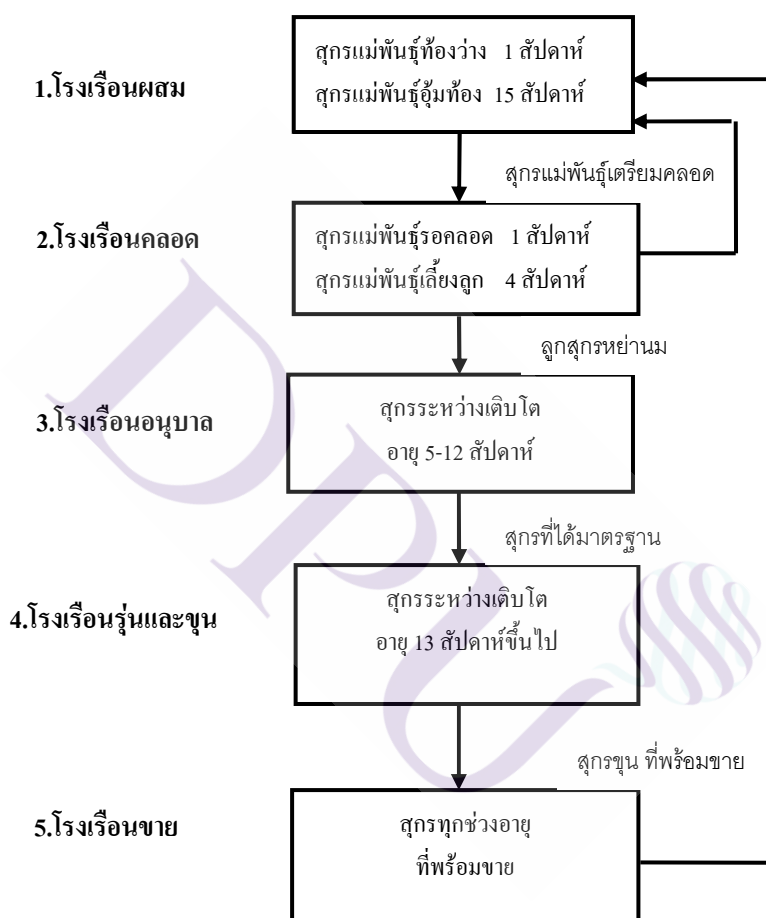 สุกรแม่พันธุ์ท้องว่าง 1 สัปดาห์
1.โรงเรือนผสม
สุกรแม่พันธุ์อุ้มท้อง 15 สัปดาห์
สุกรแม่พันธุ์เตรียมคลอด
2.โรงเรือนคลอด
สุกรแม่พันธุ์รอคลอด 1 สัปดาห์
สุกรแม่พันธุ์เลี้ยงลูก 4 สัปดาห์
ลูกสุกรหย่านม
3.โรงเรือนอนุบาล
สุกรระหว่างเติบโต
อายุ 5-12 สัปดาห์
สุกรที่ได้มาตรฐาน
4.โรงเรือนรุ่นและขุน
สุกรระหว่างเติบโต
อายุ 13 สัปดาห์ขึ้นไป
สุกรขุน ที่พร้อมขาย
5.โรงเรือนขาย
สุกรทุกช่วงอายุ
ที่พร้อมขาย
DPU